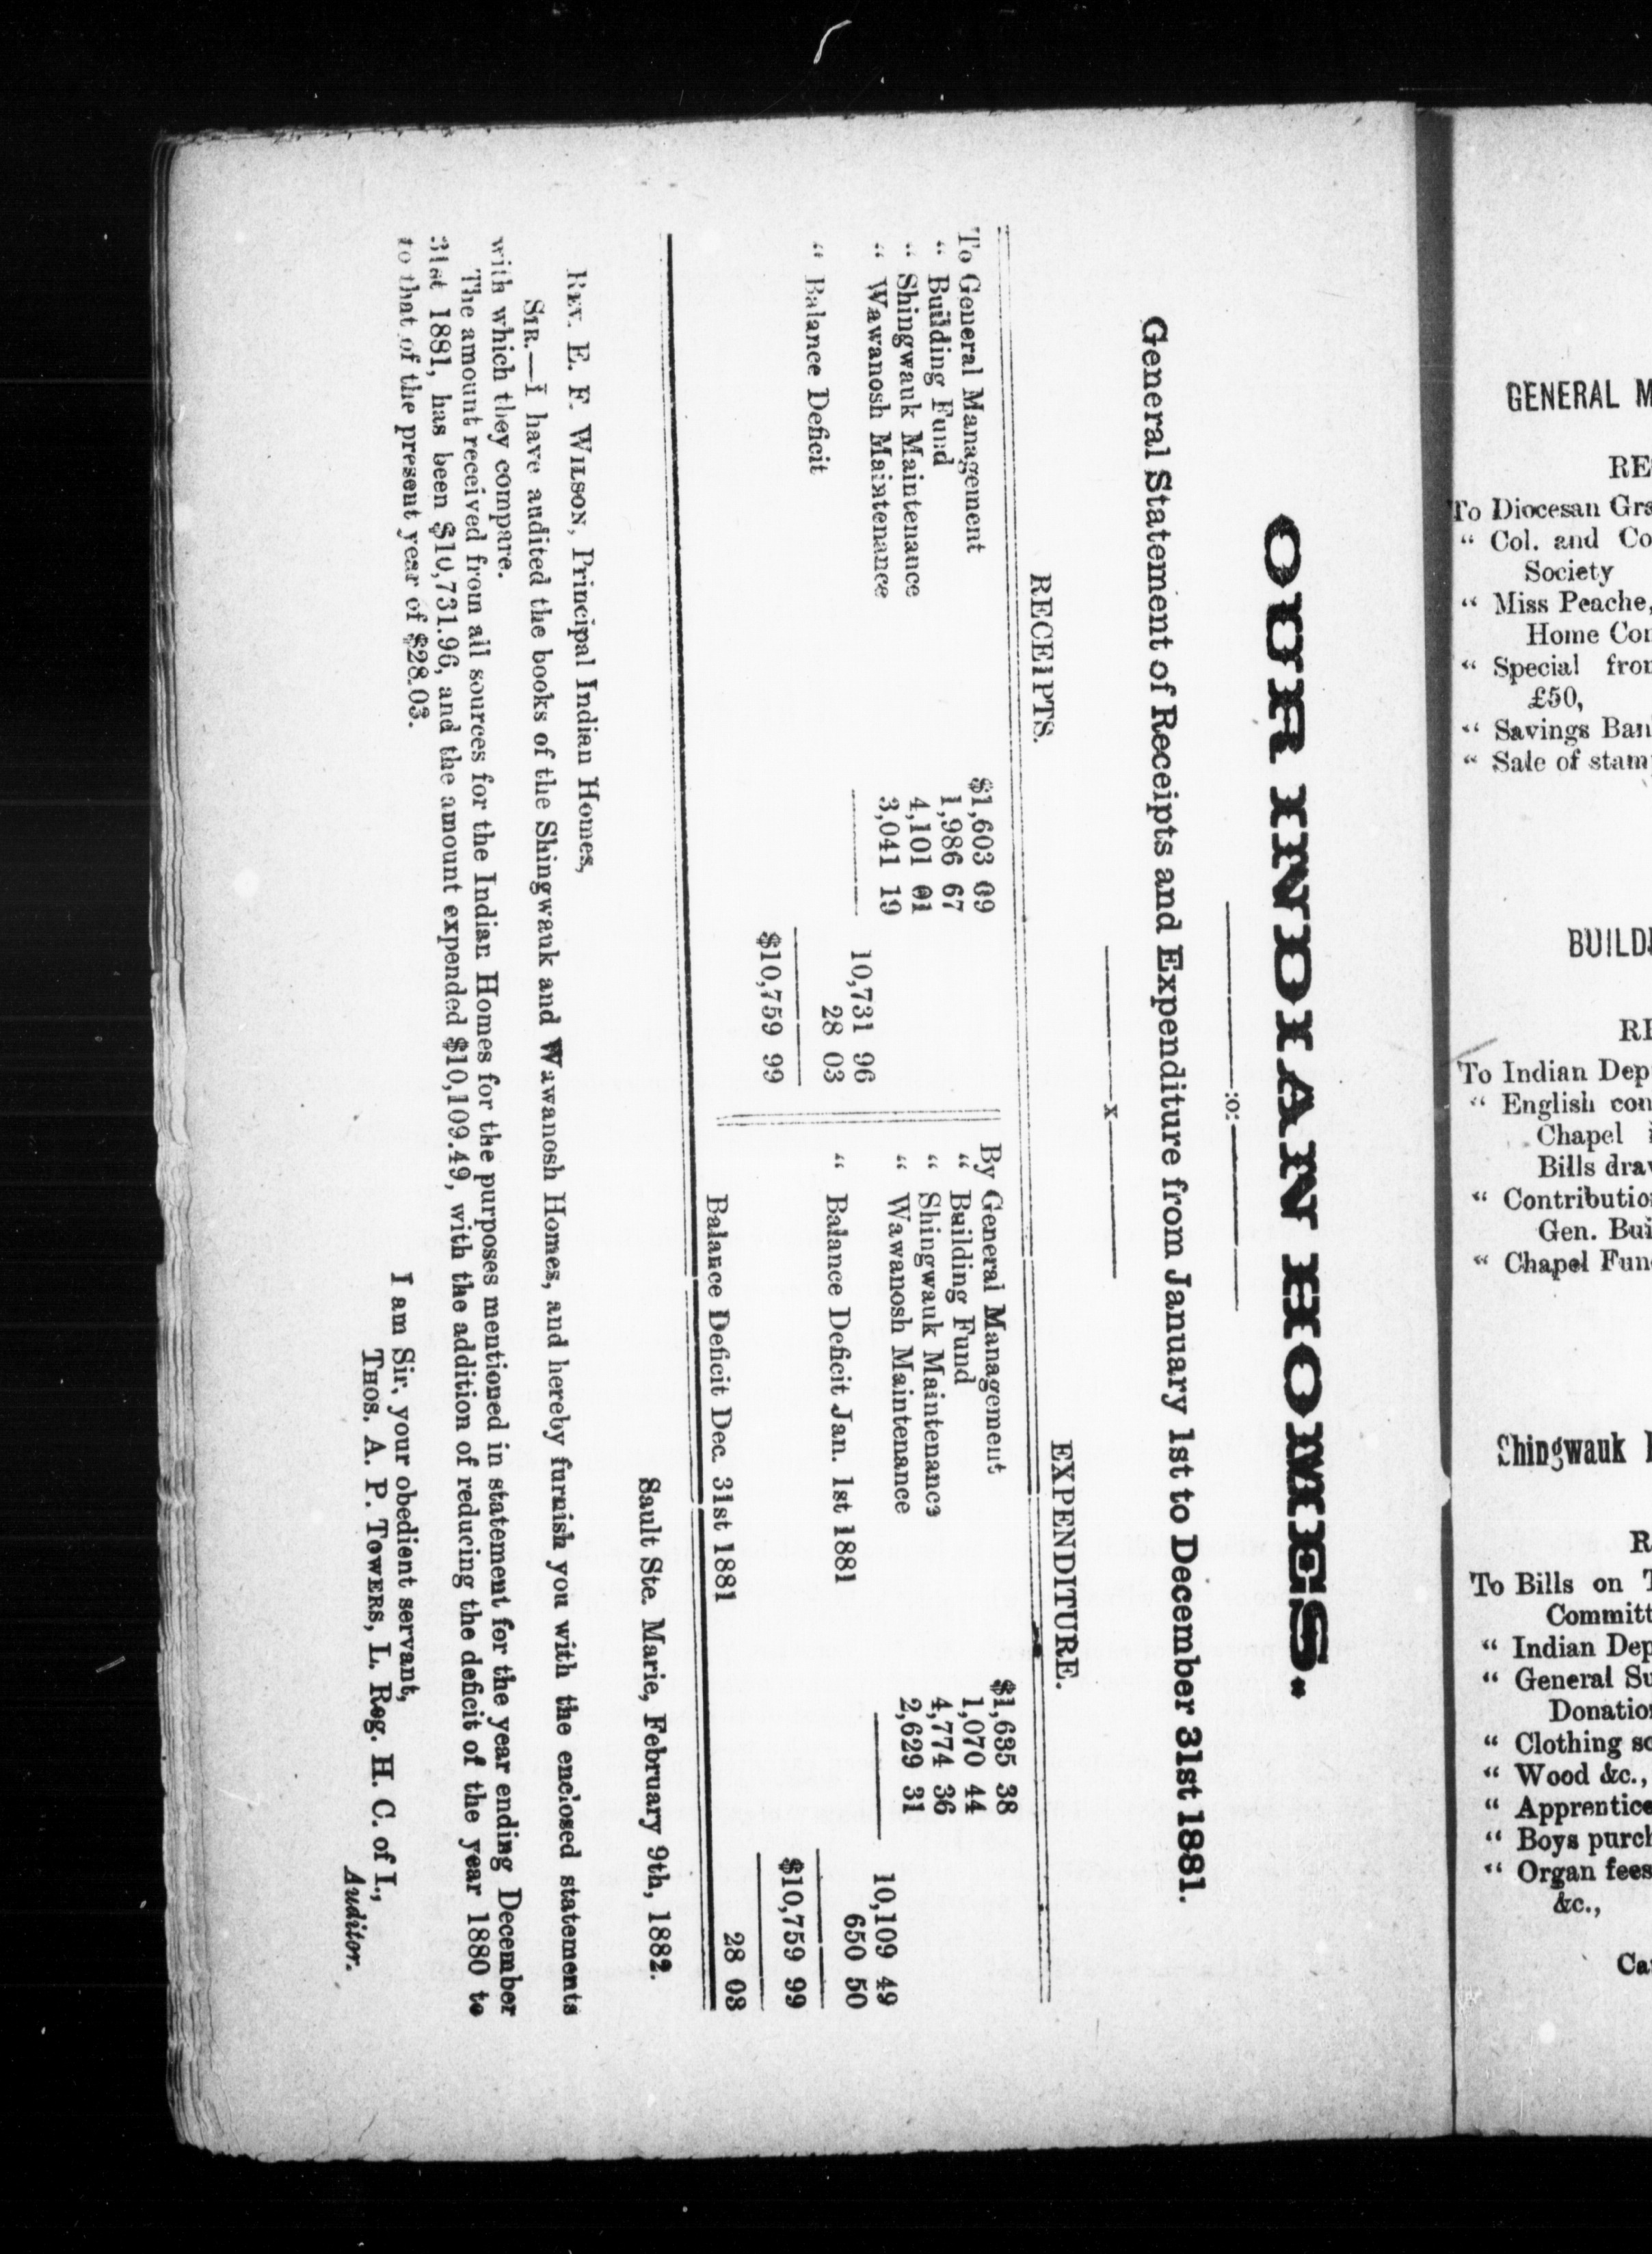 OUR INDIAN HOMES.
:o:
General Statement of Receipts and Expenditure from January 1st to December 31st 1881.
x
RECEIPTS.
To General Management $1,603 09
“ Building Fund 1,986 67
“ Shingwauk Maintenance 4,101 01
“ Wawanosh Maintenance 3,041 19
10,731 96
“ Balance Deficit 28 03
$10,759 99
EXPENDITURE.
By General Management $1,635 38
“ Building Fund 1,070 44
“ Shingwauk Maintenance 4,774 36
“ Wawanosh Maintenance 2,629 31
10,109 49
“ Balance Deficit Jan. 1st 1881 650 50
$10,759 99
Balance Deficit Dec. 31st 1881 28 03
Sault Ste. Marie, February 9th, 1882.
REV. E. F. WILSON, Principal Indian Homes,
SIR.—I have audited the books of the Shingwauk and Wawanosh Homes, and hereby furnish you with the enclosed statements
with which they compare.
The amount received from all sources for the Indian Homes for the purposes mentioned in statement for the year ending December
31st 1881, has been $10,731.96, and the amount expended $10,109.49, with the addition of reducing the deficit of the year 1880 to
to that of the present year of $28.03.
I am Sir, your obedient servant,
THOS. A. P. TOWERS, L. Reg. H. C. of I.,
Auditor.
GENERAL M
RE
To Diocesan Gra
“ Col. and Co
Society
“ Miss Peache,
Home Cor
“ Special from
£50,
“ Savings Ban
“ Sale of stam
BUILD
RE
To Indian Dep
“ English con
Chapel i
Bills draw
“ Contributio
Gen. Bui
“ Chapel Fun
Shingwauk
R
To Bills on T
Committ
“ Indian Dep
“ General Su
Donatio
“ Clothing se
“ Wood &c.,
“ Apprentice
“ Boys purch
“ Organ fees
&c.,
Ca